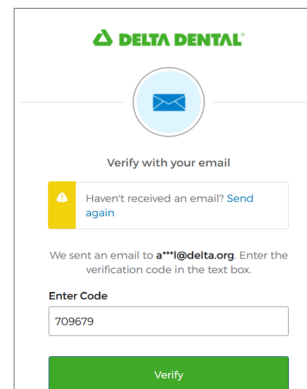 DELTA DENTAL
Verify with your email
Haven't received an email? Send
again
We sent an email to a***l@delta.org. Enter the
verification code in the text box.
Enter Code
709679
Verify